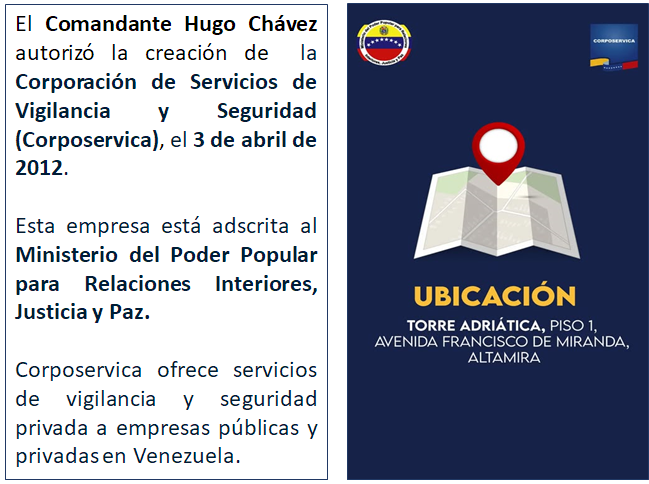 El Comandante Hugo Chávez
autorizó la creación de la
Corporación de Servicios de
Vigilancia y Seguridad
(Corposervica), el 3 de abril de
2012.
Esta empresa está adscrita al
Ministerio del Poder Popular
para Relaciones Interiores,
Justicia y Paz.
Corposervica ofrece servicios
de vigilancia y seguridad
privada a empresas públicas y
privadas en Venezuela.
CORPOSERVICA
UBICACIÓN
TORRE ADRIÁTICA, PISO 1,
AVENIDA FRANCISCO DE MIRANDA,
ALTAMIRA